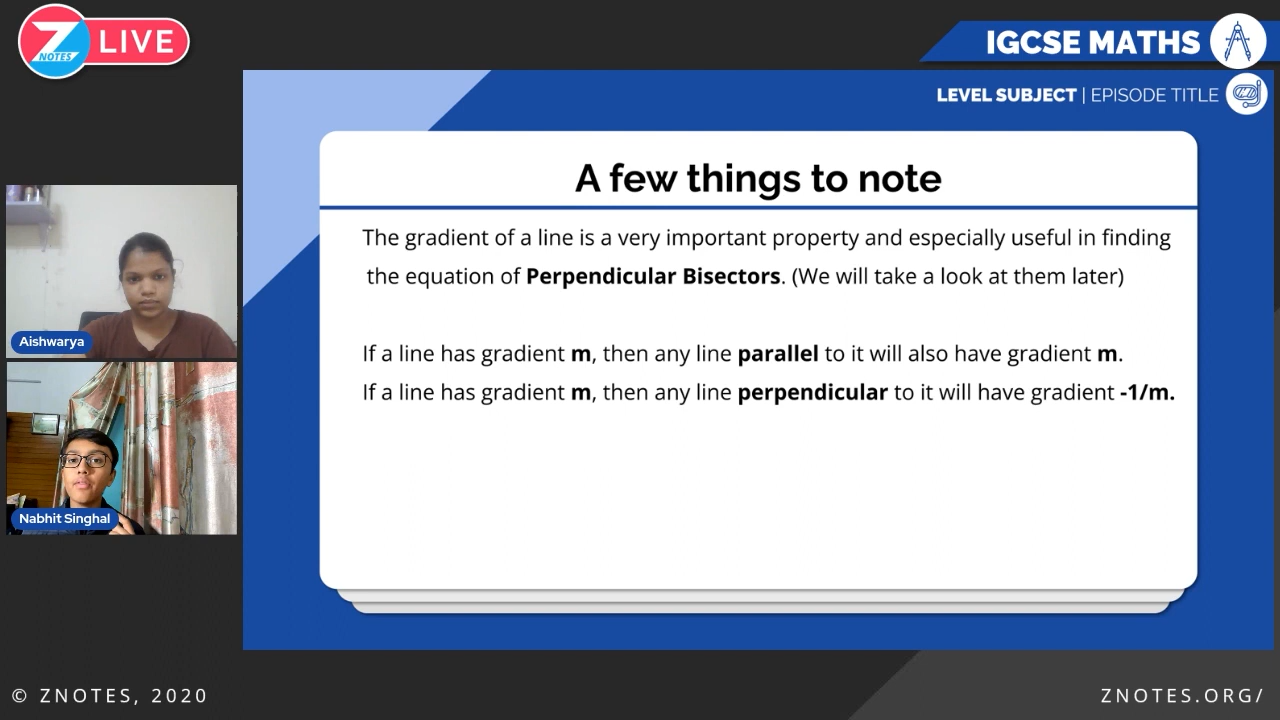 Z NOTES LIVE
IGCSE MATHS
LEVEL SUBJECT | EPISODE TITLE
A few things to note
The gradient of a line is a very important property and especially useful in finding
the equation of Perpendicular Bisectors. (We will take a look at them later)
If a line has gradient m, then any line parallel to it will also have gradient m.
If a line has gradient m, then any line perpendicular to it will have gradient -1/m.
Aishwarya
Nabhit Singhal
© ZNOTES, 2020
ZNOTES.ORG/